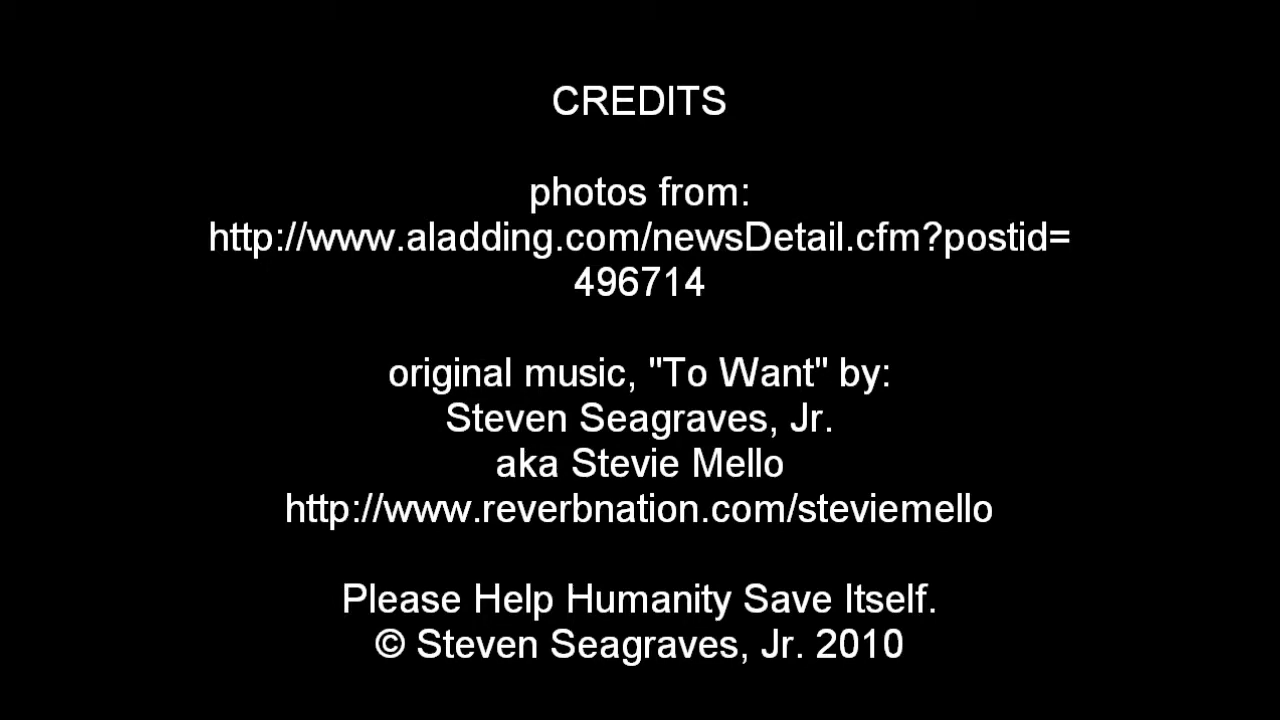 CREDITS
photos from:
http://www.aladding.com/newsDetail.cfm?postid=
496714
original music, "To Want" by:
Steven Seagraves, Jr.
aka Stevie Mello
http://www.reverbnation.com/steviemello
Please Help Humanity Save Itself.
© Steven Seagraves, Jr. 2010